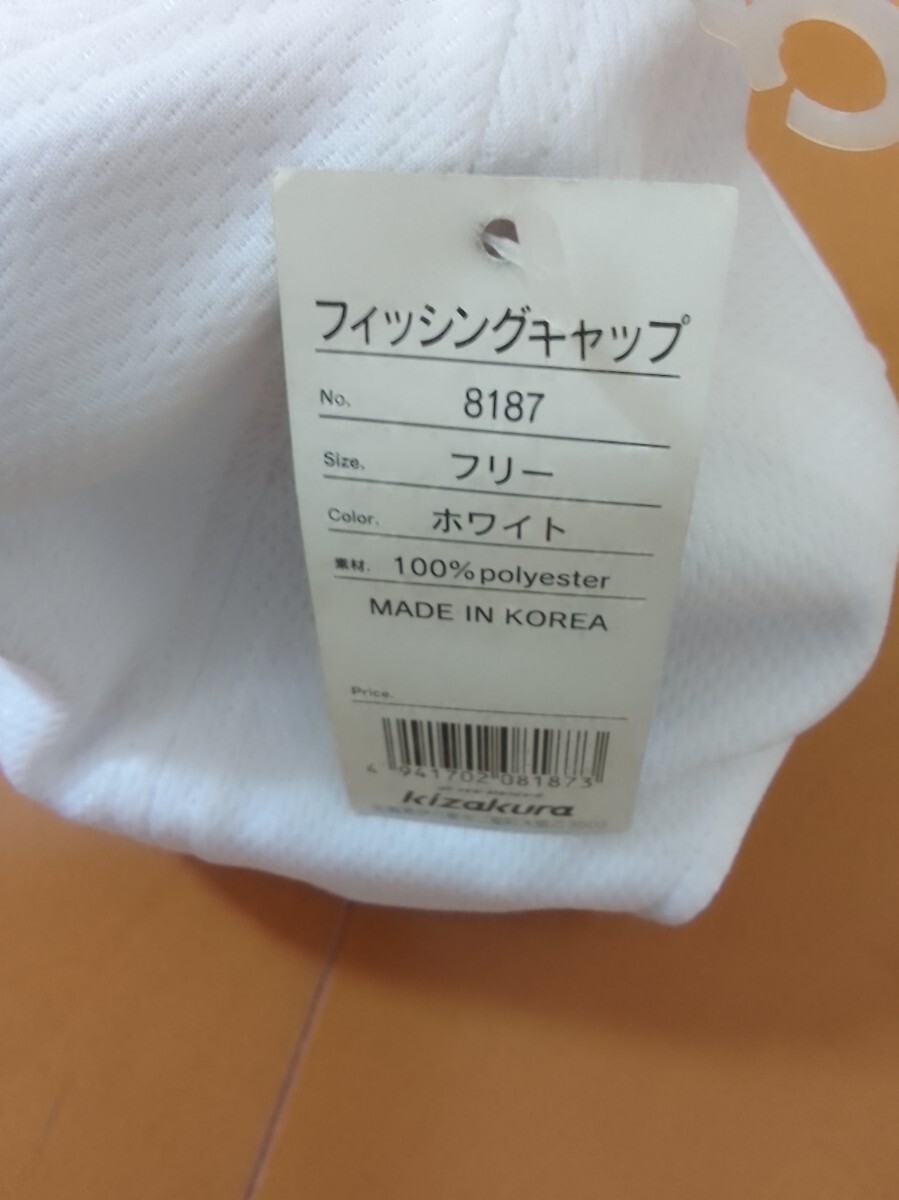 フィッシングキャップ
No. 8187
Size. フリー
Color. ホワイト
素材. 100%polyester
MADE IN KOREA
Price.
4 941702 081873
kizakura